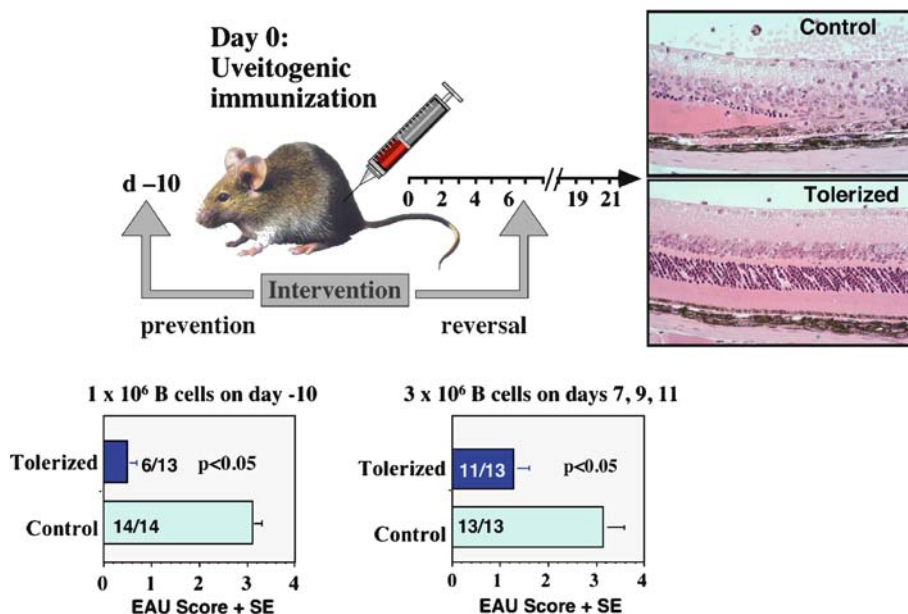 Day 0:
Uveitogenic
immunization
d –10
0 2 4 6 19 21
Intervention
prevention
reversal
Control
Tolerized
1 x 10⁶ B cells on day -10
Tolerized
6/13
p<0.05
Control
14/14
0 1 2 3 4
EAU Score + SE
3 x 10⁶ B cells on days 7, 9, 11
Tolerized
11/13
p<0.05
Control
13/13
0 1 2 3 4
EAU Score + SE